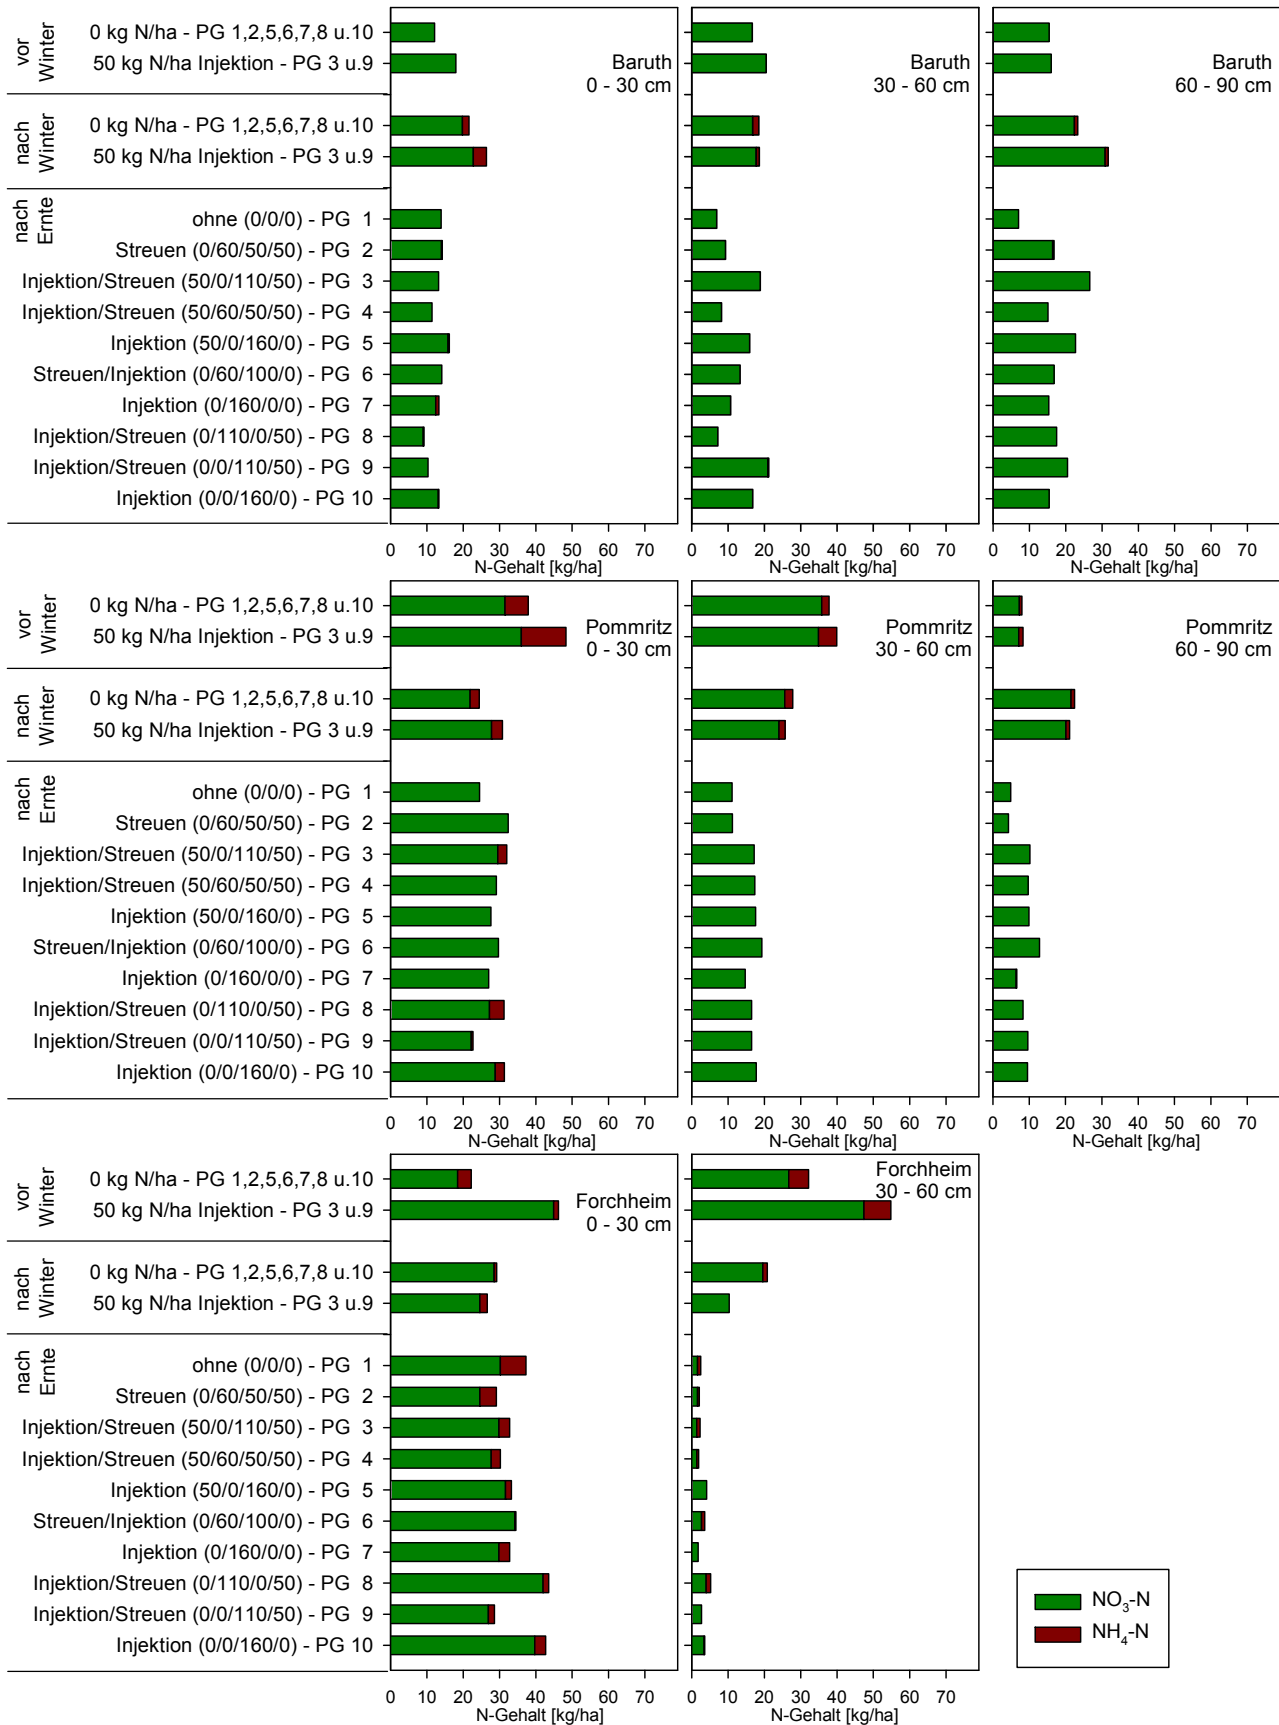 vor
Winter
0 kg N/ha - PG 1,2,5,6,7,8 u.10
50 kg N/ha Injektion - PG 3 u.9
nach
Winter
0 kg N/ha - PG 1,2,5,6,7,8 u.10
50 kg N/ha Injektion - PG 3 u.9
nach
Ernte
ohne (0/0/0) - PG 1
Streuen (0/60/50/50) - PG 2
Injektion/Streuen (50/0/110/50) - PG 3
Injektion/Streuen (50/60/50/50) - PG 4
Injektion (50/0/160/0) - PG 5
Streuen/Injektion (0/60/100/0) - PG 6
Injektion (0/160/0/0) - PG 7
Injektion/Streuen (0/110/0/50) - PG 8
Injektion/Streuen (0/0/110/50) - PG 9
Injektion (0/0/160/0) - PG 10
Baruth
0 - 30 cm
0 10 20 30 40 50 60 70
N-Gehalt [kg/ha]
Baruth
30 - 60 cm
0 10 20 30 40 50 60 70
N-Gehalt [kg/ha]
Baruth
60 - 90 cm
0 10 20 30 40 50 60 70
N-Gehalt [kg/ha]
vor
Winter
0 kg N/ha - PG 1,2,5,6,7,8 u.10
50 kg N/ha Injektion - PG 3 u.9
nach
Winter
0 kg N/ha - PG 1,2,5,6,7,8 u.10
50 kg N/ha Injektion - PG 3 u.9
nach
Ernte
ohne (0/0/0) - PG 1
Streuen (0/60/50/50) - PG 2
Injektion/Streuen (50/0/110/50) - PG 3
Injektion/Streuen (50/60/50/50) - PG 4
Injektion (50/0/160/0) - PG 5
Streuen/Injektion (0/60/100/0) - PG 6
Injektion (0/160/0/0) - PG 7
Injektion/Streuen (0/110/0/50) - PG 8
Injektion/Streuen (0/0/110/50) - PG 9
Injektion (0/0/160/0) - PG 10
Pommritz
0 - 30 cm
0 10 20 30 40 50 60 70
N-Gehalt [kg/ha]
Pommritz
30 - 60 cm
0 10 20 30 40 50 60 70
N-Gehalt [kg/ha]
Pommritz
60 - 90 cm
0 10 20 30 40 50 60 70
N-Gehalt [kg/ha]
vor
Winter
0 kg N/ha - PG 1,2,5,6,7,8 u.10
50 kg N/ha Injektion - PG 3 u.9
nach
Winter
0 kg N/ha - PG 1,2,5,6,7,8 u.10
50 kg N/ha Injektion - PG 3 u.9
nach
Ernte
ohne (0/0/0) - PG 1
Streuen (0/60/50/50) - PG 2
Injektion/Streuen (50/0/110/50) - PG 3
Injektion/Streuen (50/60/50/50) - PG 4
Injektion (50/0/160/0) - PG 5
Streuen/Injektion (0/60/100/0) - PG 6
Injektion (0/160/0/0) - PG 7
Injektion/Streuen (0/110/0/50) - PG 8
Injektion/Streuen (0/0/110/50) - PG 9
Injektion (0/0/160/0) - PG 10
Forchheim
0 - 30 cm
0 10 20 30 40 50 60 70
N-Gehalt [kg/ha]
Forchheim
30 - 60 cm
0 10 20 30 40 50 60 70
N-Gehalt [kg/ha]
NO₃-N
NH₄-N